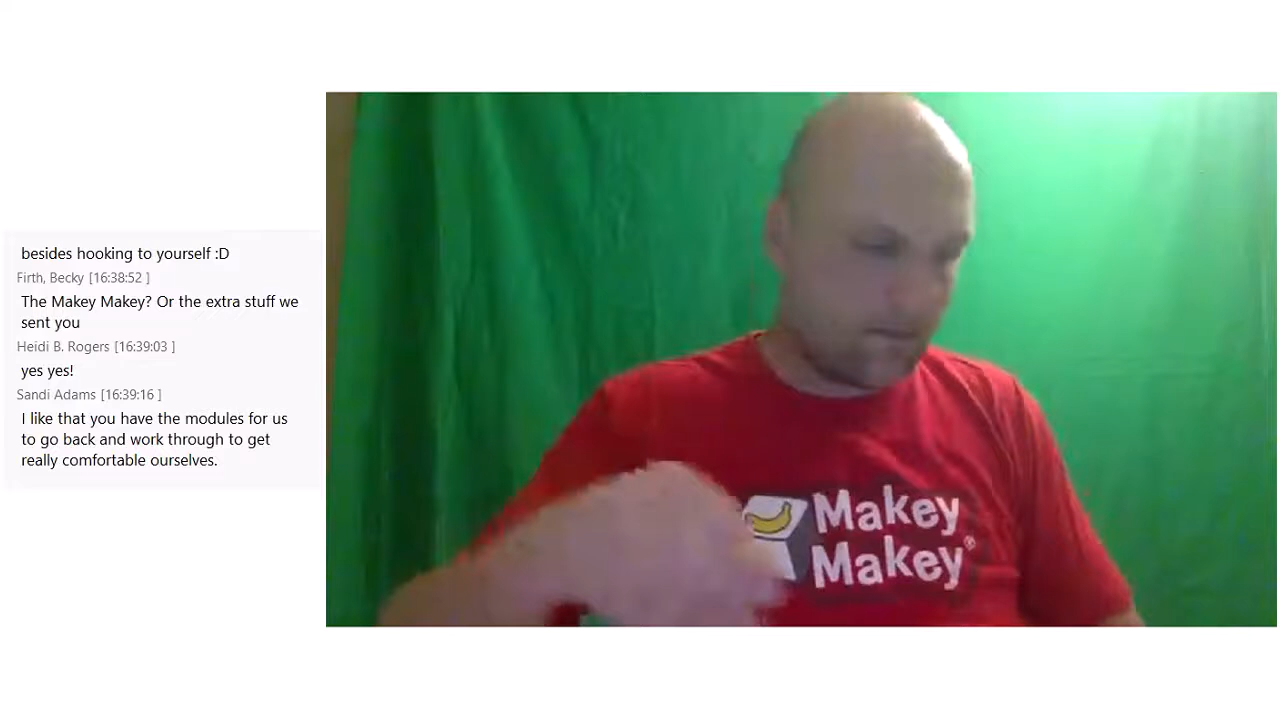 besides hooking to yourself :D
Firth, Becky [16:38:52 ]
The Makey Makey? Or the extra stuff we
sent you
Heidi B. Rogers [16:39:03 ]
yes yes!
Sandi Adams [16:39:16 ]
I like that you have the modules for us
to go back and work through to get
really comfortable ourselves.
Makey
Makey®